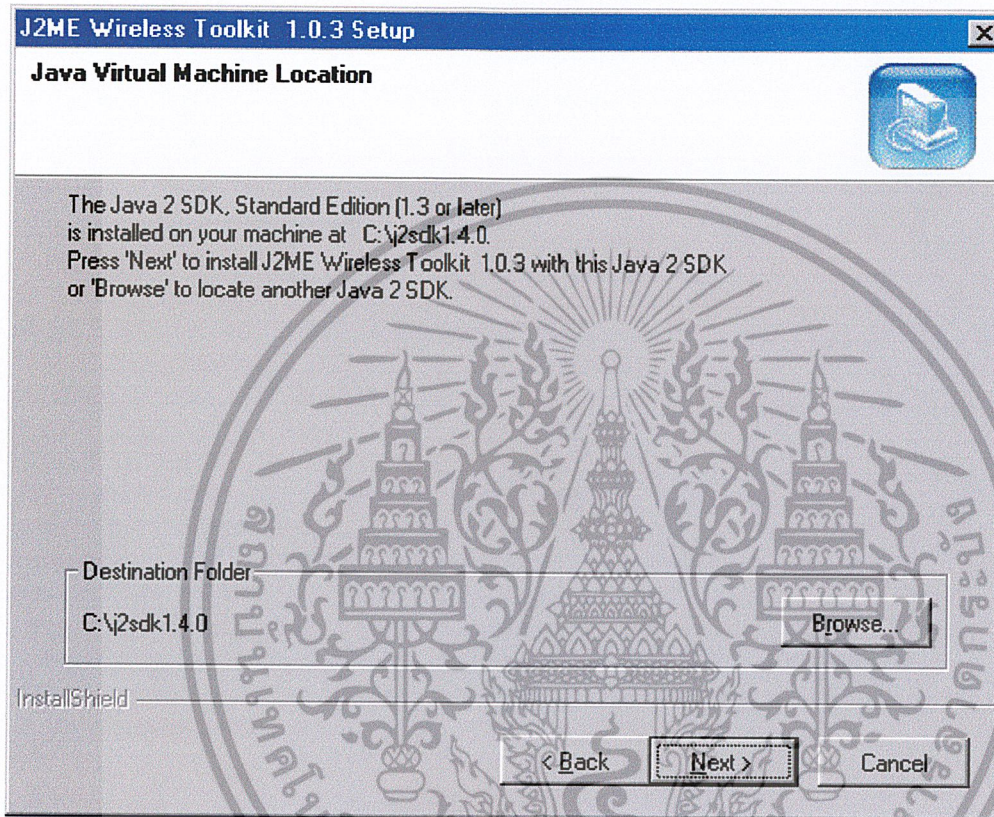 J2ME Wireless Toolkit 1.0.3 Setup
Java Virtual Machine Location
The Java 2 SDK, Standard Edition (1.3 or later)
is installed on your machine at C:\j2sdk1.4.0.
Press 'Next' to install J2ME Wireless Toolkit 1.0.3 with this Java 2 SDK
or 'Browse' to locate another Java 2 SDK.
Destination Folder
C:\j2sdk1.4.0
Browse...
InstallShield
< Back
Next >
Cancel